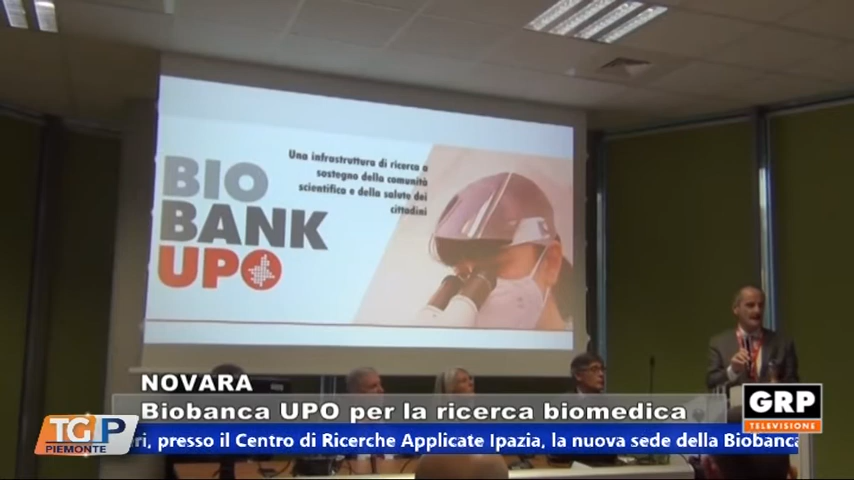 BIO
BANK
UPO
Una infrastruttura di ricerca a
sostegno della comunità
scientifica e della salute dei
cittadini
NOVARA
Biobanca UPO per la ricerca biomedica
GRP
TELEVISIONE
TGP
PIEMONTE
ri, presso il Centro di Ricerche Applicate Ipazia, la nuova sede della Biobanca